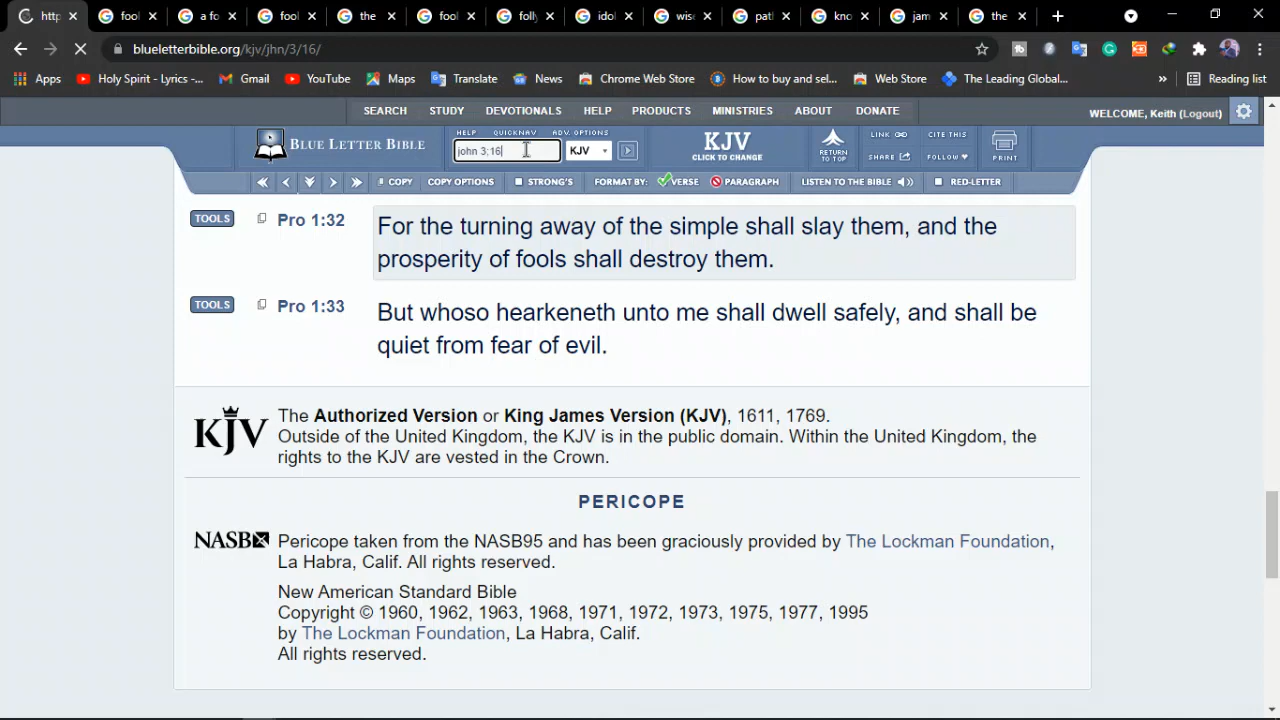 http fool a fo fool the fool folly idol wise path kno jam the
blueletterbible.org/kjv/jhn/3/16/
Apps Holy Spirit - Lyrics -... Gmail YouTube Maps Translate News Chrome Web Store How to buy and sel... Web Store The Leading Global... » Reading list
SEARCH STUDY DEVOTIONALS HELP PRODUCTS MINISTRIES ABOUT DONATE WELCOME, Keith (Logout)
HELP QUICKNAV ADV. OPTIONS
BLUE LETTER BIBLE john 3;16 KJV KJV CLICK TO CHANGE RETURN TO TOP LINK CITE THIS SHARE FOLLOW PRINT
COPY COPY OPTIONS STRONG'S FORMAT BY: VERSE PARAGRAPH LISTEN TO THE BIBLE RED-LETTER
TOOLS Pro 1:32 For the turning away of the simple shall slay them, and the
prosperity of fools shall destroy them.
TOOLS Pro 1:33 But whoso hearkeneth unto me shall dwell safely, and shall be
quiet from fear of evil.
KJV The Authorized Version or King James Version (KJV), 1611, 1769.
Outside of the United Kingdom, the KJV is in the public domain. Within the United Kingdom, the
rights to the KJV are vested in the Crown.
PERICOPE
NASB Pericope taken from the NASB95 and has been graciously provided by The Lockman Foundation,
La Habra, Calif. All rights reserved.
New American Standard Bible
Copyright © 1960, 1962, 1963, 1968, 1971, 1972, 1973, 1975, 1977, 1995
by The Lockman Foundation, La Habra, Calif.
All rights reserved.